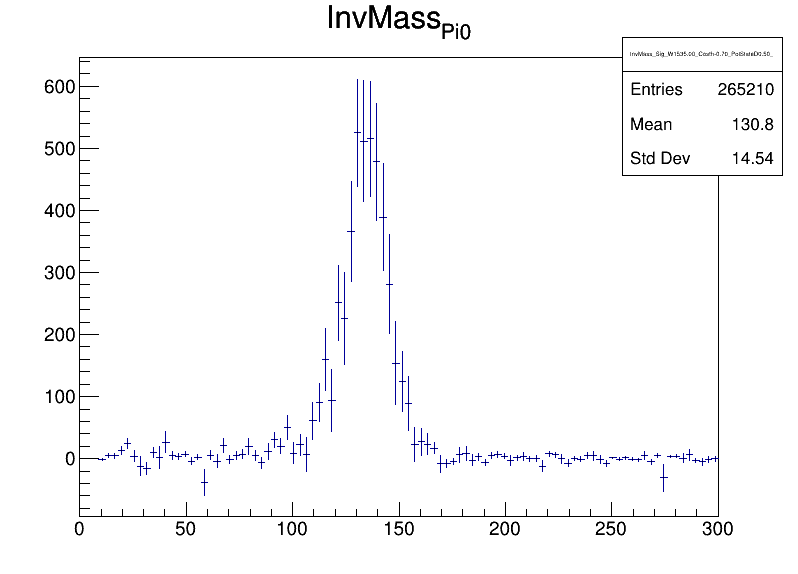 InvMass_Pi0
InvMass_Sig_W1535.00_Costh-0.70_PolStateD0.50_
Entries 265210
Mean 130.8
Std Dev 14.54
600
500
400
300
200
100
0
0 50 100 150 200 250 300